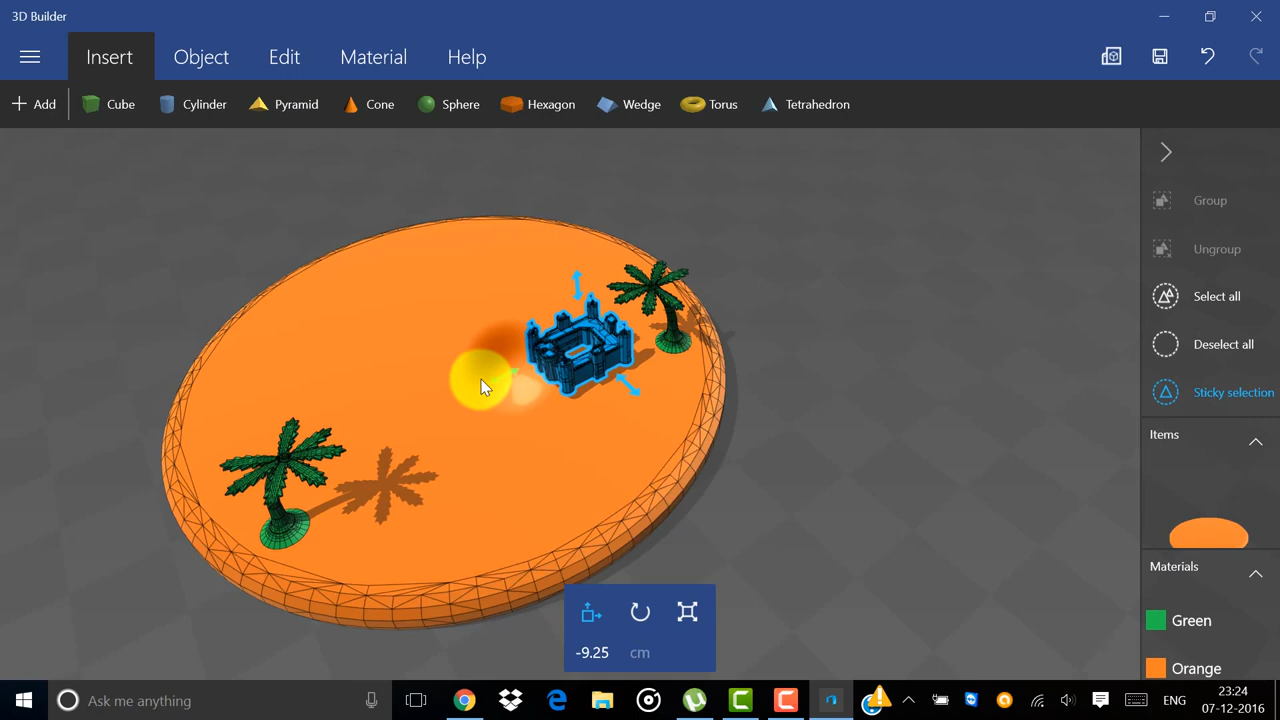 3D Builder
Insert Object Edit Material Help
Add Cube Cylinder Pyramid Cone Sphere Hexagon Wedge Torus Tetrahedron
Group
Ungroup
Select all
Deselect all
Sticky selection
Items
Materials
Green
Orange
-9.25 cm
Ask me anything
ENG
23:24
07-12-2016